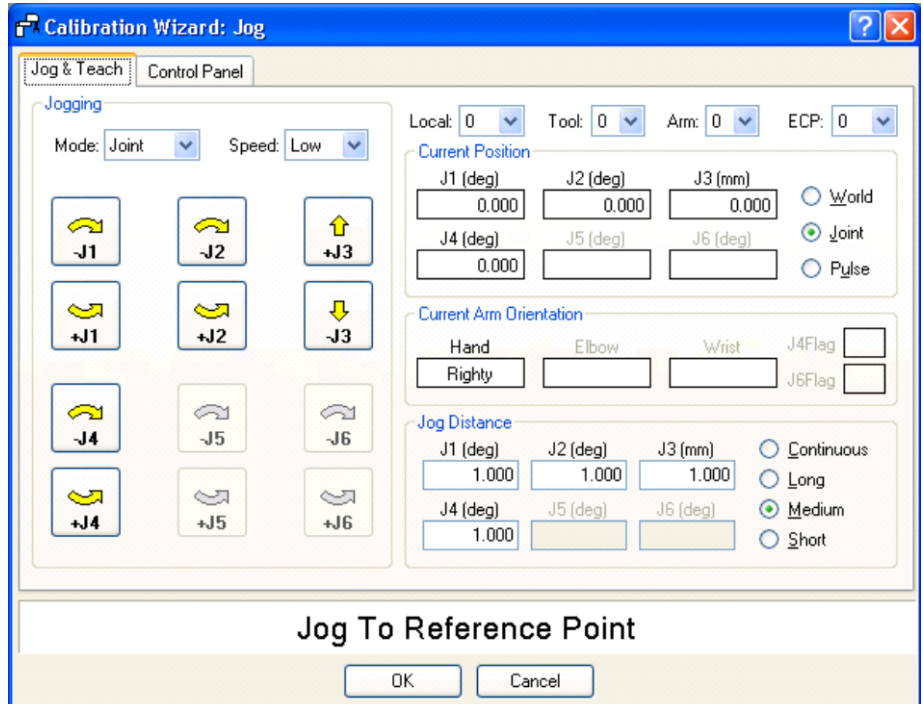 Calibration Wizard: Jog
Jog & Teach Control Panel
Jogging
Mode: Joint Speed: Low
-J1 -J2 +J3
+J1 +J2 -J3
-J4 -J5 -J6
+J4 +J5 +J6
Local: 0 Tool: 0 Arm: 0 ECP: 0
Current Position
J1 (deg) J2 (deg) J3 (mm)
0.000 0.000 0.000
J4 (deg) J5 (deg) J6 (deg)
0.000
World
Joint
Pulse
Current Arm Orientation
Hand Elbow Wrist J4Flag
Righty J6Flag
Jog Distance
J1 (deg) J2 (deg) J3 (mm)
1.000 1.000 1.000
J4 (deg) J5 (deg) J6 (deg)
1.000
Continuous
Long
Medium
Short
Jog To Reference Point
OK Cancel